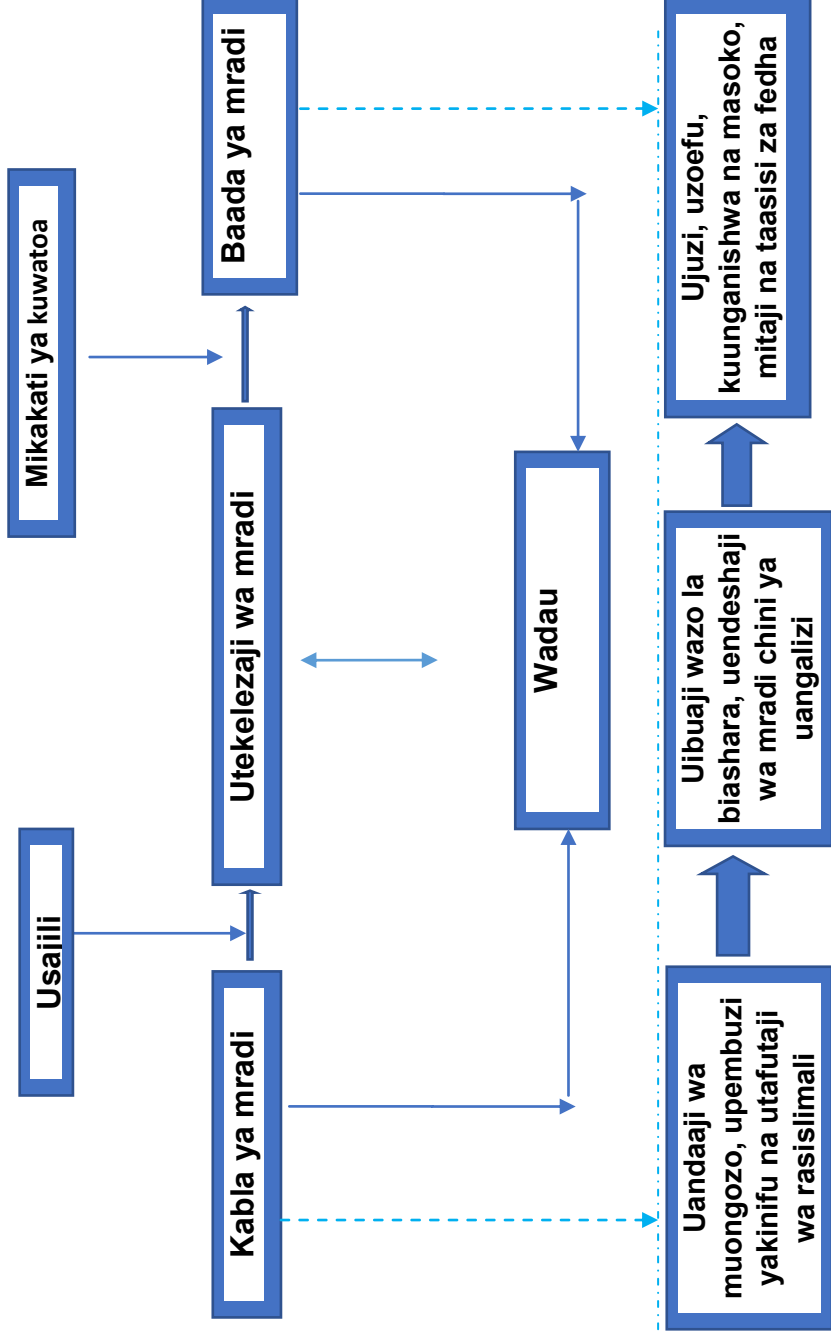 Usajili
Mikakati ya kuwatoa
Kabla ya mradi
Utekelezaji wa mradi
Baada ya mradi
Wadau
Uandaaji wa
muongozo, upembuzi
yakinifu na utafutaji
wa rasislimali
Uibuaji wazo la
biashara, uendeshaji
wa mradi chini ya
uangalizi
Ujuzi, uzoefu,
kuunganishwa na masoko,
mitaji na taasisi za fedha